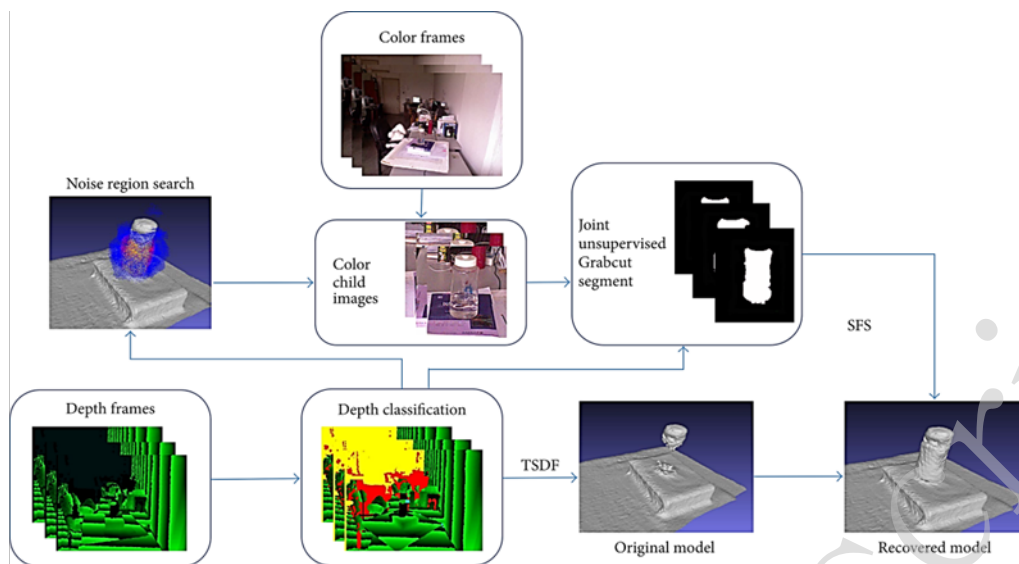 Color frames
Noise region search
Color
child
images
Joint
unsupervised
Grabcut
segment
SFS
Depth frames
Depth classification
TSDF
Original model
Recovered model